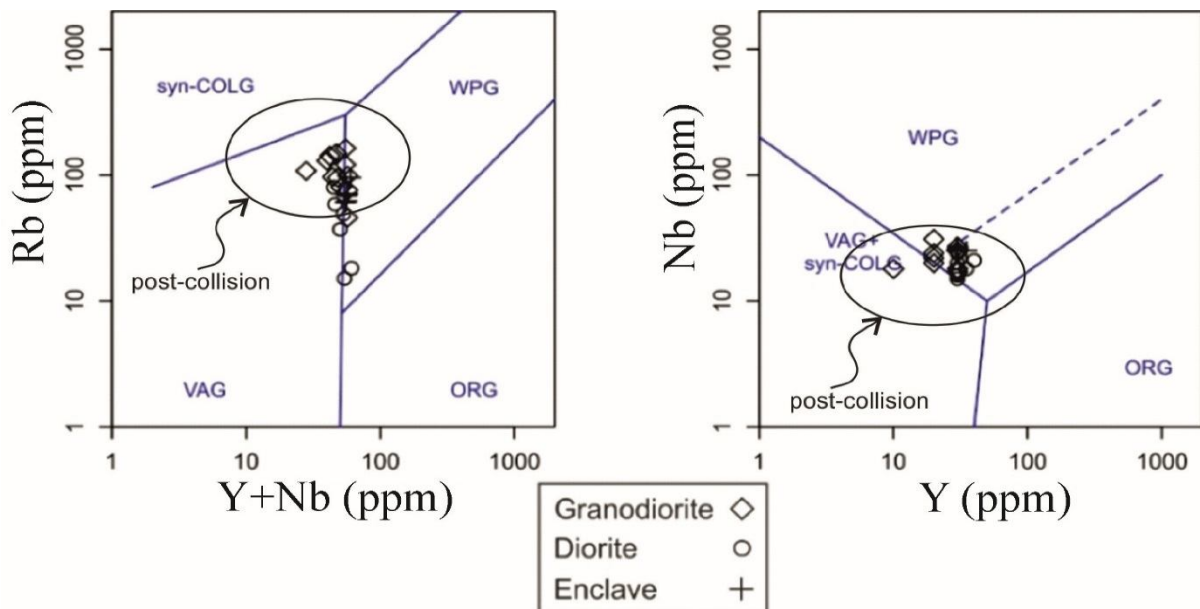 Rb (ppm)
1000
100
10
1
syn-COLG
WPG
post-collision
VAG
ORG
1
10
100
1000
Y+Nb (ppm)
Nb (ppm)
1000
100
10
1
WPG
VAG+
syn-COLG
post-collision
ORG
1
10
100
1000
Y (ppm)
Granodiorite
Diorite
Enclave